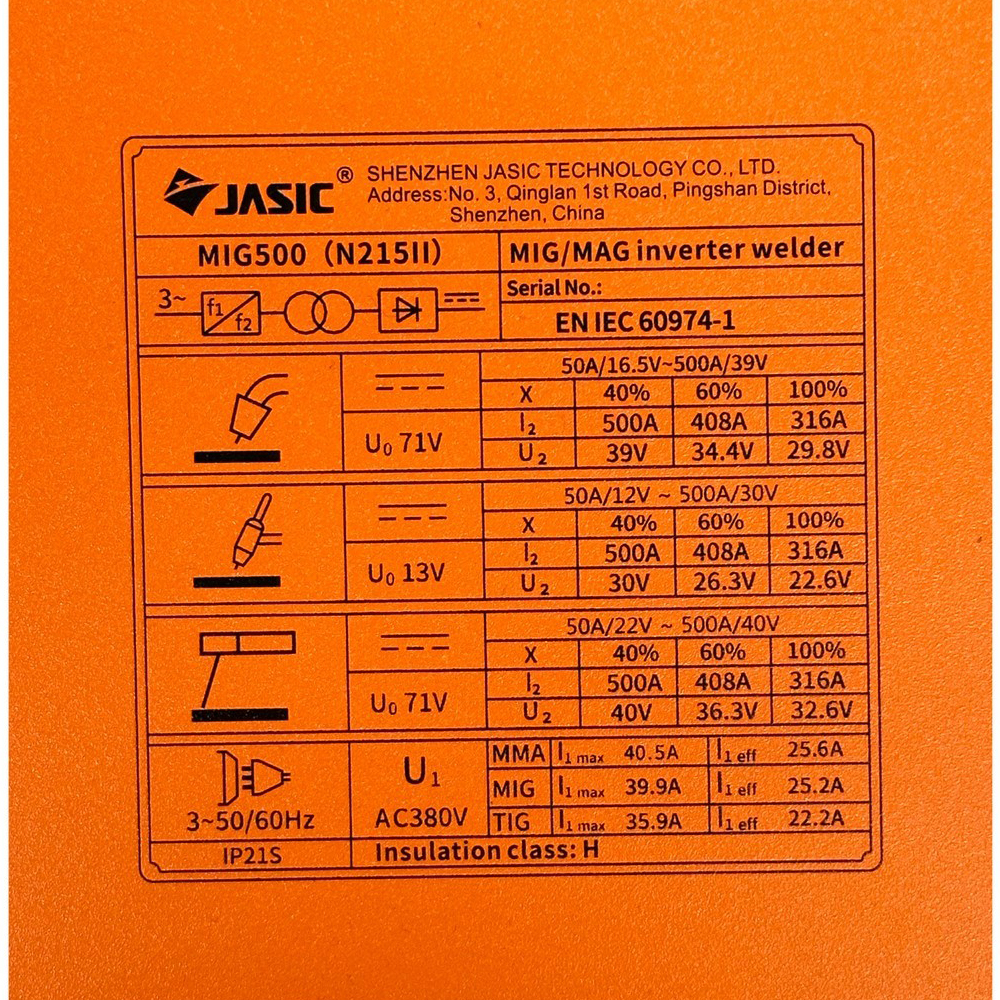 JASIC®
SHENZHEN JASIC TECHNOLOGY CO., LTD.
Address:No. 3, Qinglan 1st Road, Pingshan District,
Shenzhen, China
MIG500 (N215II)
MIG/MAG inverter welder
3~ f1 f2
Serial No.:
EN IEC 60974-1
50A/16.5V~500A/39V
X 40% 60% 100%
U0 71V
I2 500A 408A 316A
U2 39V 34.4V 29.8V
50A/12V ~ 500A/30V
X 40% 60% 100%
U0 13V
I2 500A 408A 316A
U2 30V 26.3V 22.6V
50A/22V ~ 500A/40V
X 40% 60% 100%
U0 71V
I2 500A 408A 316A
U2 40V 36.3V 32.6V
3~50/60Hz
U1
AC380V
MMA I1 max 40.5A I1 eff 25.6A
MIG I1 max 39.9A I1 eff 25.2A
TIG I1 max 35.9A I1 eff 22.2A
IP21S
Insulation class: H